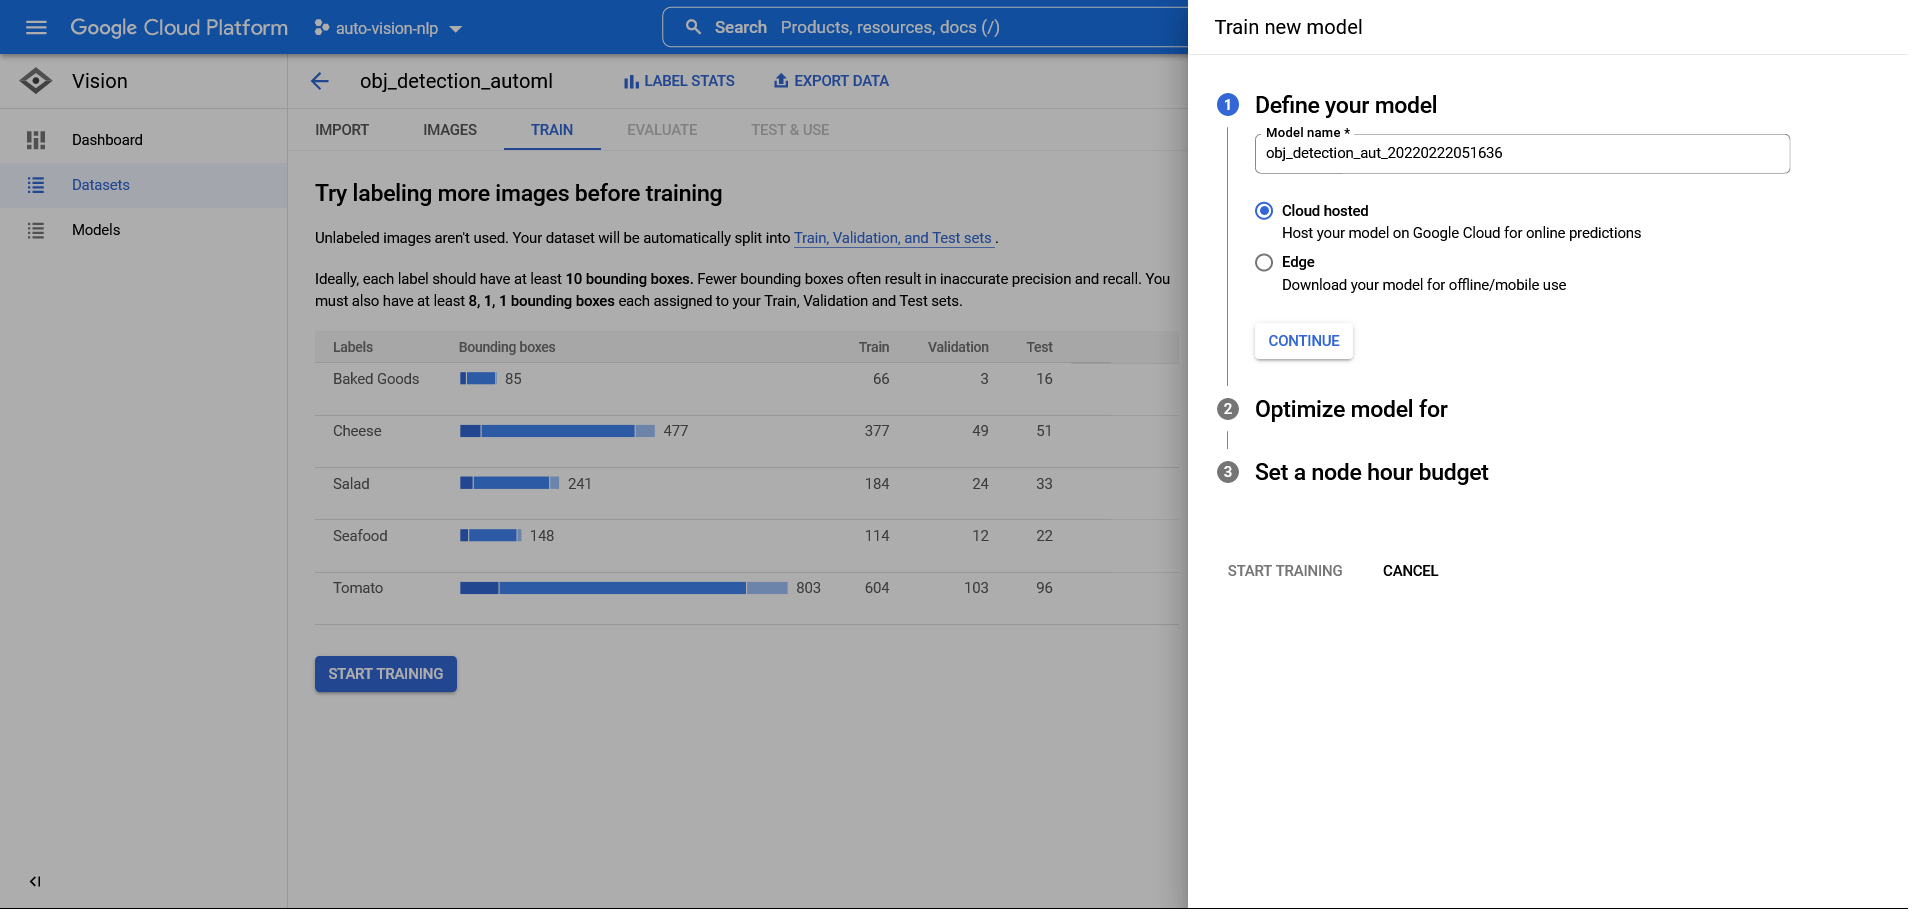 Google Cloud Platform
auto-vision-nlp
Search Products, resources, docs (/)
Vision
Dashboard
Datasets
Models
obj_detection_automl
LABEL STATS
EXPORT DATA
IMPORT IMAGES TRAIN EVALUATE TEST & USE
Try labeling more images before training
Unlabeled images aren't used. Your dataset will be automatically split into Train, Validation, and Test sets .
Ideally, each label should have at least 10 bounding boxes. Fewer bounding boxes often result in inaccurate precision and recall. You
must also have at least 8, 1, 1 bounding boxes each assigned to your Train, Validation and Test sets.
Labels Bounding boxes Train Validation Test
Baked Goods 85 66 3 16
Cheese 477 377 49 51
Salad 241 184 24 33
Seafood 148 114 12 22
Tomato 803 604 103 96
START TRAINING
Train new model
1 Define your model
Model name *
obj_detection_aut_20220222051636
Cloud hosted
Host your model on Google Cloud for online predictions
Edge
Download your model for offline/mobile use
CONTINUE
2 Optimize model for
3 Set a node hour budget
START TRAINING CANCEL